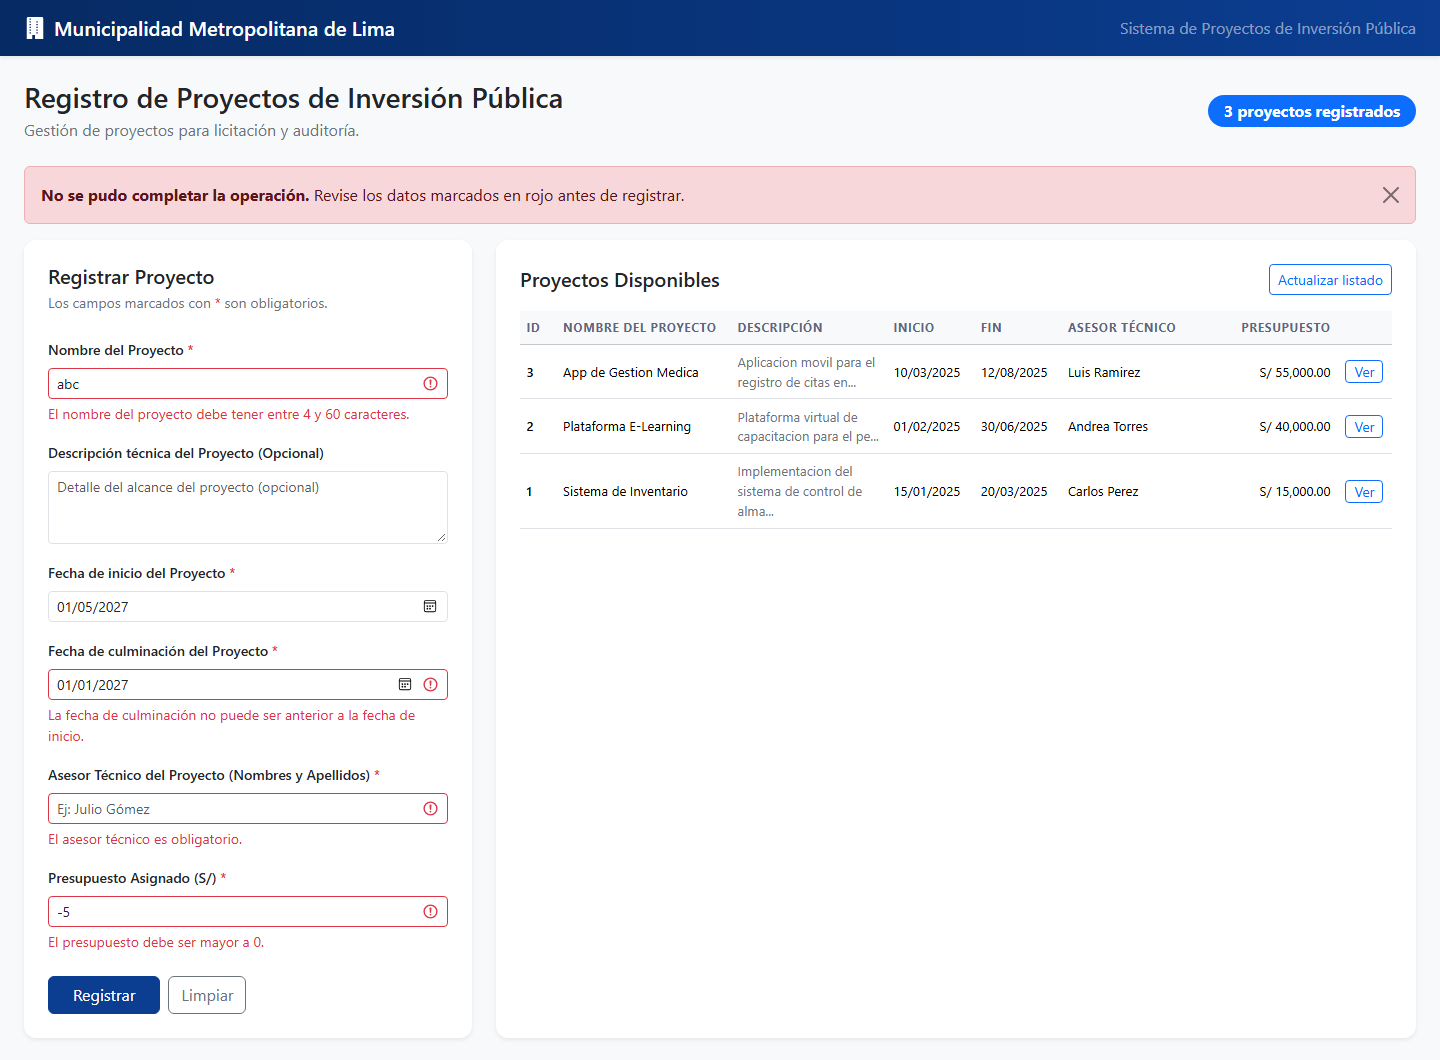 Municipalidad Metropolitana de Lima
Sistema de Proyectos de Inversión Pública
Registro de Proyectos de Inversión Pública
Gestión de proyectos para licitación y auditoría.
3 proyectos registrados
No se pudo completar la operación. Revise los datos marcados en rojo antes de registrar.
Registrar Proyecto
Los campos marcados con * son obligatorios.
Nombre del Proyecto *
abc
El nombre del proyecto debe tener entre 4 y 60 caracteres.
Descripción técnica del Proyecto (Opcional)
Detalle del alcance del proyecto (opcional)
Fecha de inicio del Proyecto *
01/05/2027
Fecha de culminación del Proyecto *
01/01/2027
La fecha de culminación no puede ser anterior a la fecha de
inicio.
Asesor Técnico del Proyecto (Nombres y Apellidos) *
Ej: Julio Gómez
El asesor técnico es obligatorio.
Presupuesto Asignado (S/) *
-5
El presupuesto debe ser mayor a 0.
Registrar Limpiar
Proyectos Disponibles
Actualizar listado
ID NOMBRE DEL PROYECTO DESCRIPCIÓN INICIO FIN ASESOR TÉCNICO PRESUPUESTO
3 App de Gestion Medica Aplicacion movil para el
registro de citas en... 10/03/2025 12/08/2025 Luis Ramirez S/ 55,000.00 Ver
2 Plataforma E-Learning Plataforma virtual de
capacitacion para el pe... 01/02/2025 30/06/2025 Andrea Torres S/ 40,000.00 Ver
1 Sistema de Inventario Implementacion del
sistema de control de
alma... 15/01/2025 20/03/2025 Carlos Perez S/ 15,000.00 Ver